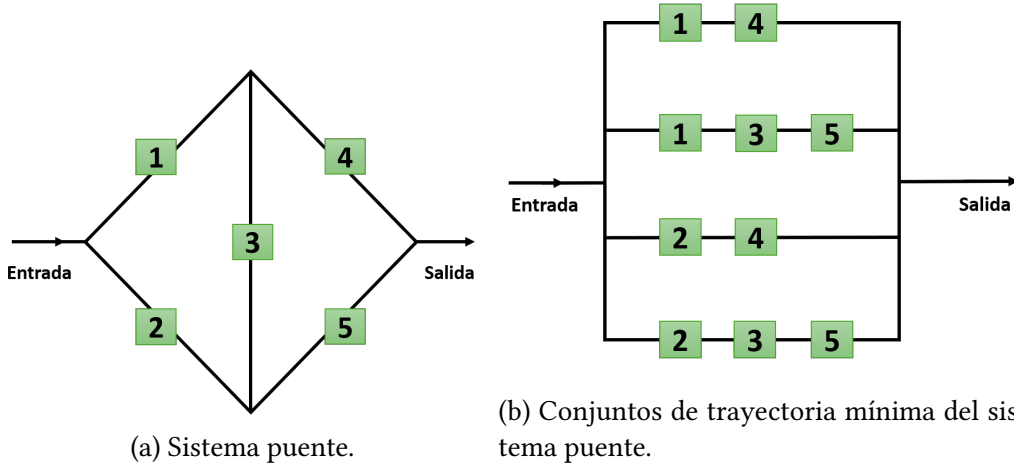 1
4
3
2
5
Entrada
Salida
(a) Sistema puente.
1 4
1 3 5
Entrada
Salida
2 4
2 3 5
(b) Conjuntos de trayectoria mínima del sis-
tema puente.